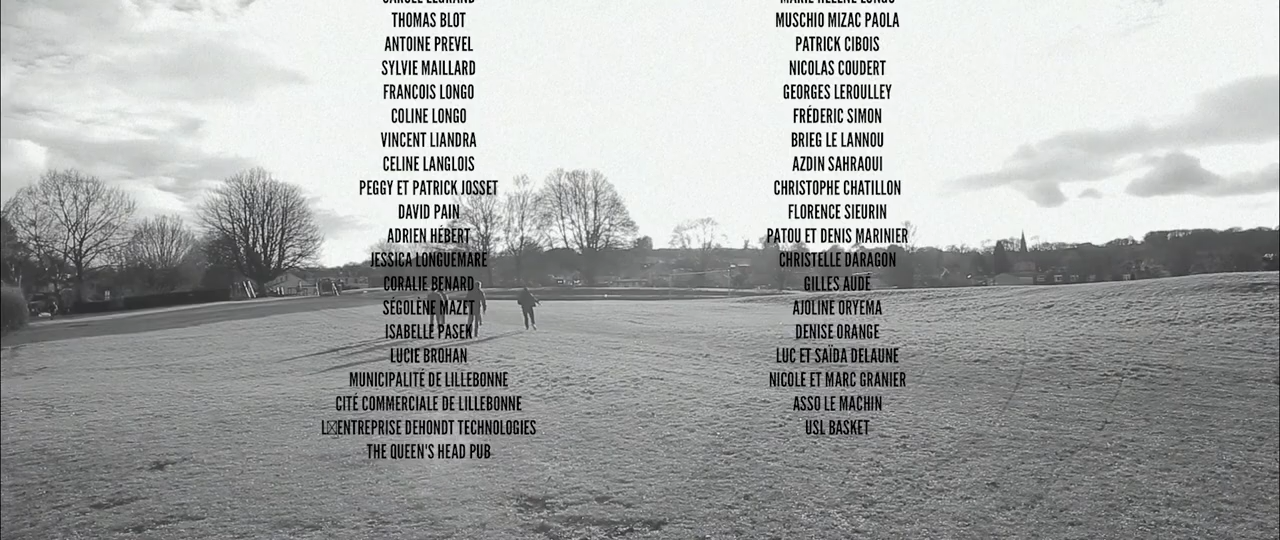 THOMAS BLOT
ANTOINE PREVEL
SYLVIE MAILLARD
FRANCOIS LONGO
COLINE LONGO
VINCENT LIANDRA
CELINE LANGLOIS
PEGGY ET PATRICK JOSSET
DAVID PAIN
ADRIEN HÉBERT
JESSICA LONGUEMARE
CORALIE BENARD
SÉGOLÈNE MAZET
ISABELLE PASEK
LUCIE BROHAN
MUNICIPALITÉ DE LILLEBONNE
CITÉ COMMERCIALE DE LILLEBONNE
L☒ENTREPRISE DEHONDT TECHNOLOGIES
THE QUEEN'S HEAD PUB
MUSCHIO MIZAC PAOLA
PATRICK CIBOIS
NICOLAS COUDERT
GEORGES LEROULLEY
FRÉDERIC SIMON
BRIEG LE LANNOU
AZDIN SAHRAOUI
CHRISTOPHE CHATILLON
FLORENCE SIEURIN
PATOU ET DENIS MARINIER
CHRISTELLE DARAGON
GILLES AUDE
AJOLINE ORYEMA
DENISE ORANGE
LUC ET SAÏDA DELAUNE
NICOLE ET MARC GRANIER
ASSO LE MACHIN
USL BASKET